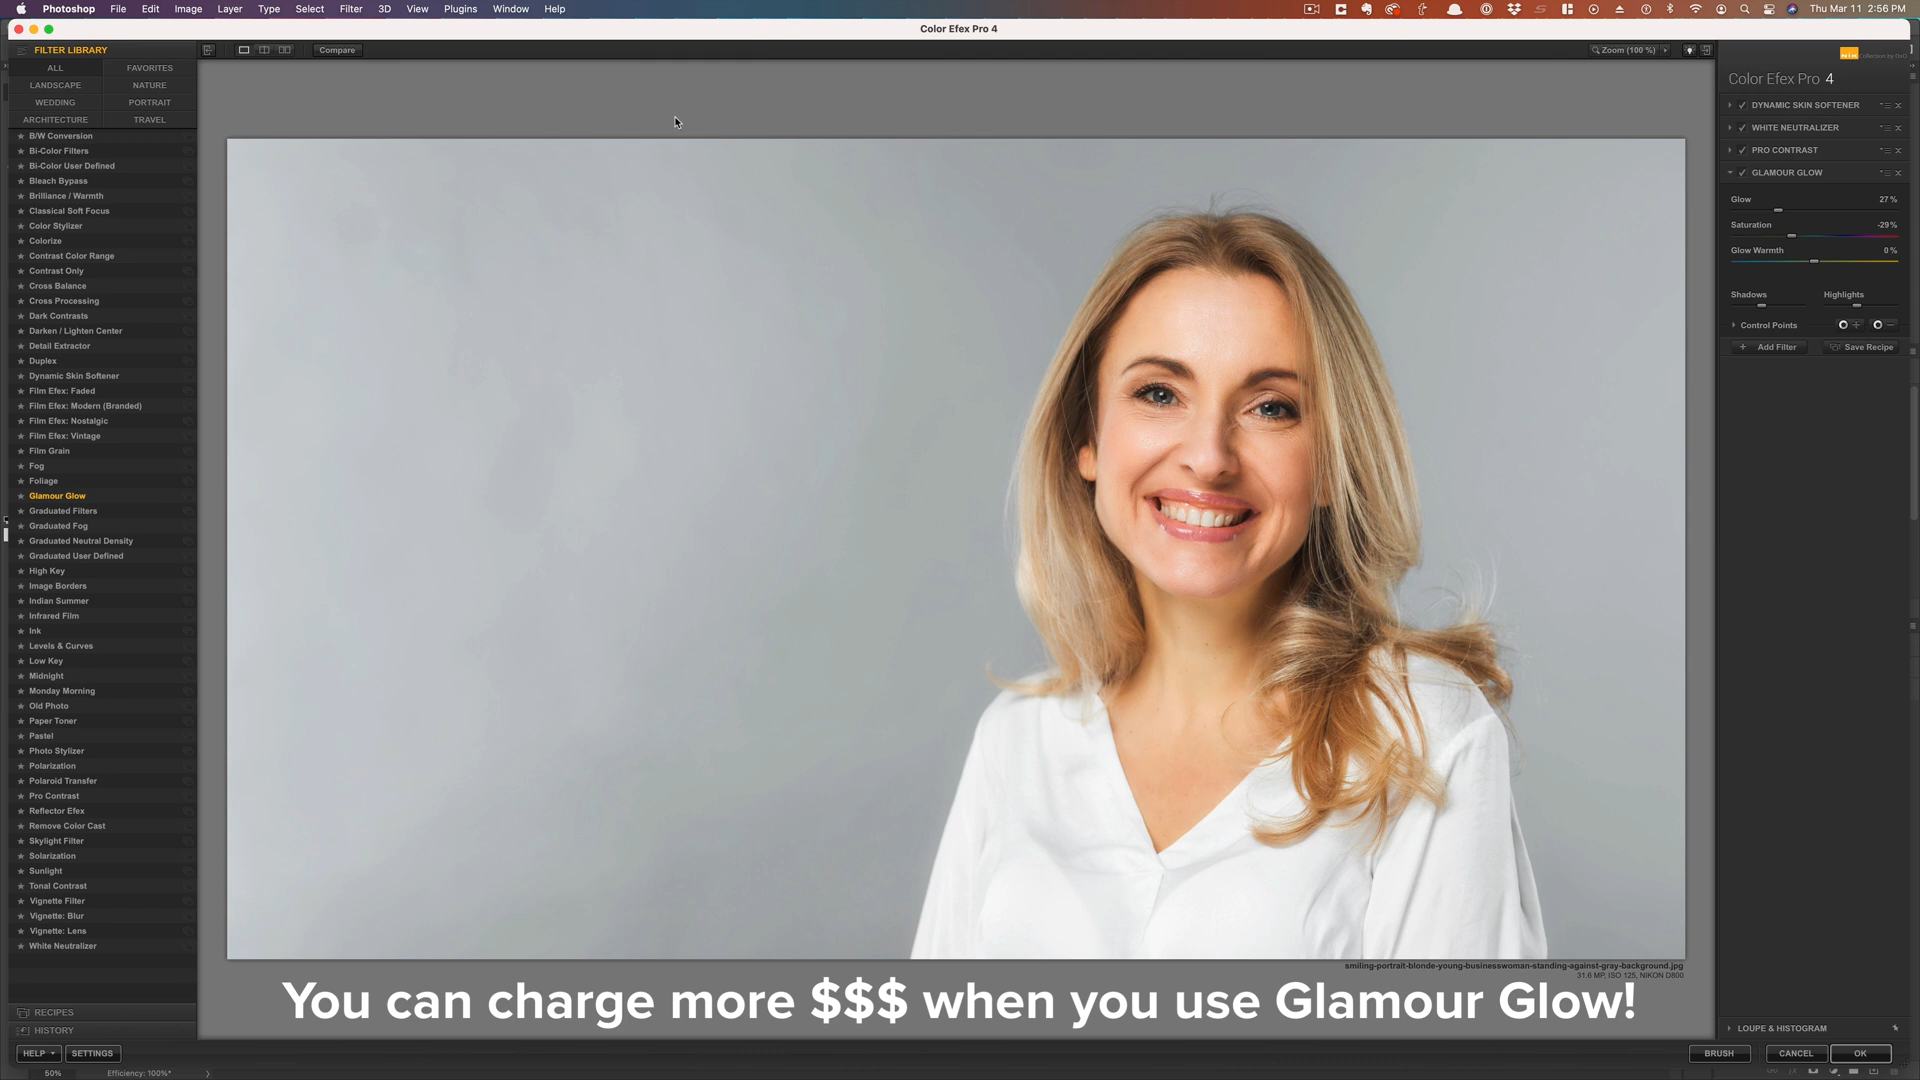 Photoshop File Edit Image Layer Type Select Filter 3D View Plugins Window Help Thu Mar 11 2:56 PM
Color Efex Pro 4
FILTER LIBRARY
ALL FAVORITES
LANDSCAPE NATURE
WEDDING PORTRAIT
ARCHITECTURE TRAVEL
B/W Conversion
Bi-Color Filters
Bi-Color User Defined
Bleach Bypass
Brilliance / Warmth
Classical Soft Focus
Color Stylizer
Colorize
Contrast Color Range
Contrast Only
Cross Balance
Cross Processing
Dark Contrasts
Darken / Lighten Center
Detail Extractor
Duplex
Dynamic Skin Softener
Film Efex: Faded
Film Efex: Modern (Branded)
Film Efex: Nostalgic
Film Efex: Vintage
Film Grain
Fog
Foliage
Glamour Glow
Graduated Filters
Graduated Fog
Graduated Neutral Density
Graduated User Defined
High Key
Image Borders
Indian Summer
Infrared Film
Ink
Levels & Curves
Low Key
Midnight
Monday Morning
Old Photo
Paper Toner
Pastel
Photo Stylizer
Polarization
Polaroid Transfer
Pro Contrast
Reflector Efex
Remove Color Cast
Skylight Filter
Solarization
Sunlight
Tonal Contrast
Vignette Filter
Vignette: Blur
Vignette: Lens
White Neutralizer
RECIPES
HISTORY
HELP SETTINGS
50% Efficiency: 100%*
Compare
Zoom (100 %)
smiling-portrait-blonde-young-businesswoman-standing-against-gray-background.jpg
31.6 MP, ISO 125, NIKON D800
You can charge more $$$ when you use Glamour Glow!
Collection by DxO
Color Efex Pro 4
DYNAMIC SKIN SOFTENER
WHITE NEUTRALIZER
PRO CONTRAST
GLAMOUR GLOW
Glow 27 %
Saturation -29 %
Glow Warmth 0 %
Shadows Highlights
Control Points
+ Add Filter Save Recipe
LOUPE & HISTOGRAM
BRUSH CANCEL OK